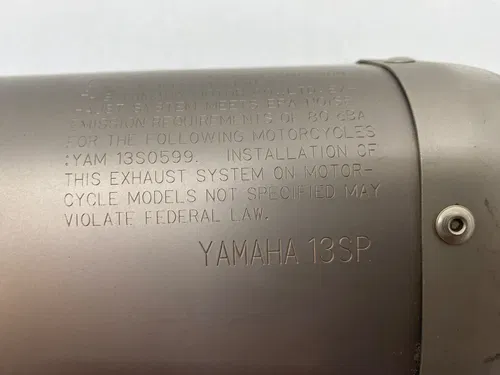 -UST SYSTEM MEETS EPA NOISE
EMISSION REQUIREMENTS OF 80 dBA
FOR THE FOLLOWING MOTORCYCLES
:YAM 13S0599. INSTALLATION OF
THIS EXHAUST SYSTEM ON MOTOR-
CYCLE MODELS NOT SPECIFIED MAY
VIOLATE FEDERAL LAW.
YAMAHA 13SP.